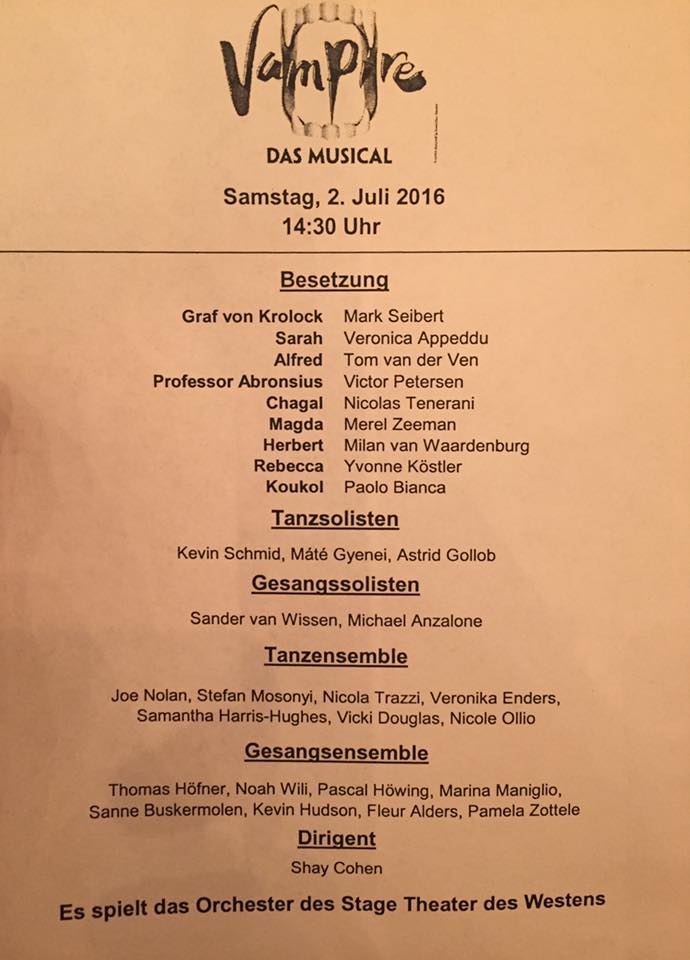 Vampire
DAS MUSICAL
Samstag, 2. Juli 2016
14:30 Uhr
Besetzung
Graf von Krolock Mark Seibert
Sarah Veronica Appeddu
Alfred Tom van der Ven
Professor Abronsius Victor Petersen
Chagal Nicolas Tenerani
Magda Merel Zeeman
Herbert Milan van Waardenburg
Rebecca Yvonne Köstler
Koukol Paolo Bianca
Tanzsolisten
Kevin Schmid, Máté Gyenei, Astrid Gollob
Gesangssolisten
Sander van Wissen, Michael Anzalone
Tanzensemble
Joe Nolan, Stefan Mosonyi, Nicola Trazzi, Veronika Enders,
Samantha Harris-Hughes, Vicki Douglas, Nicole Ollio
Gesangsensemble
Thomas Höfner, Noah Wili, Pascal Höwing, Marina Maniglio,
Sanne Buskermolen, Kevin Hudson, Fleur Alders, Pamela Zottele
Dirigent
Shay Cohen
Es spielt das Orchester des Stage Theater des Westens